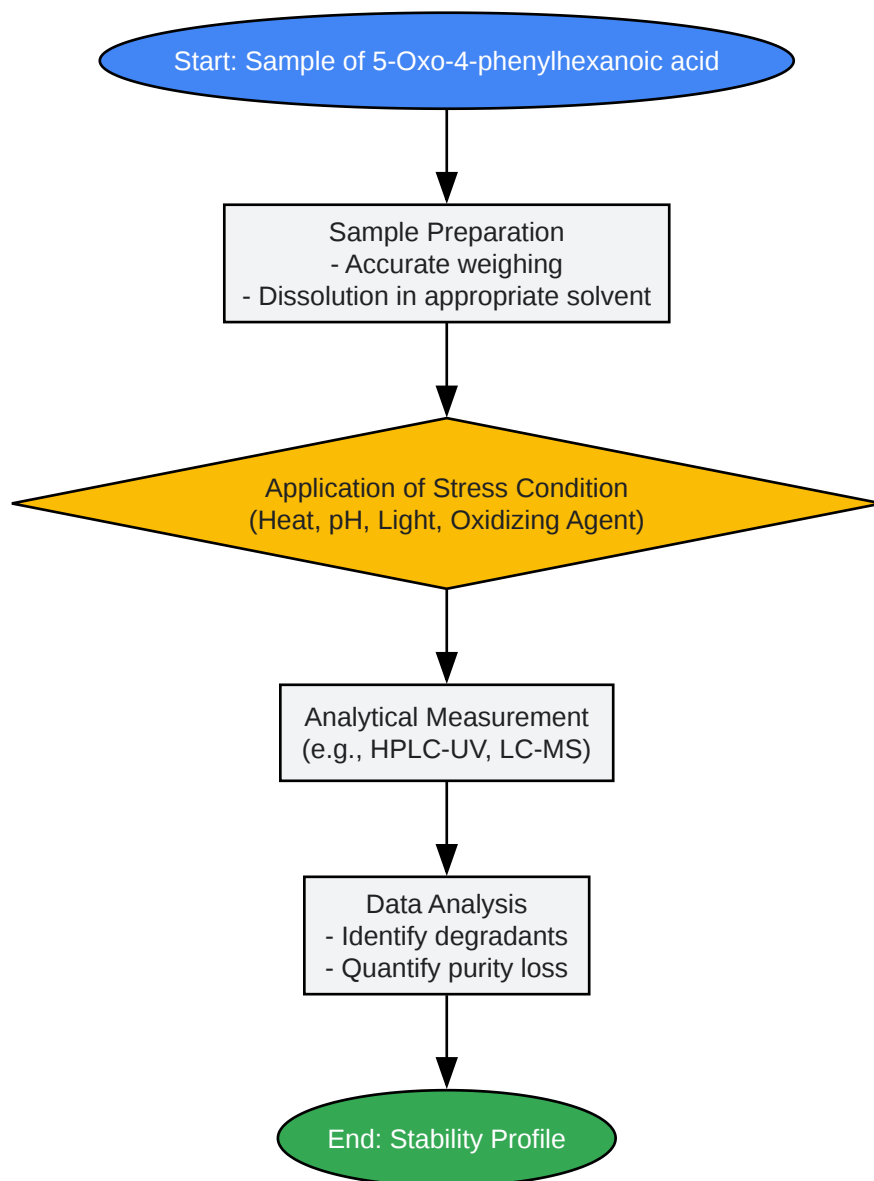 Start: Sample of 5-Oxo-4-phenylhexanoic acid
Sample Preparation
- Accurate weighing
- Dissolution in appropriate solvent
Application of Stress Condition
(Heat, pH, Light, Oxidizing Agent)
Analytical Measurement
(e.g., HPLC-UV, LC-MS)
Data Analysis
- Identify degradants
- Quantify purity loss
End: Stability Profile